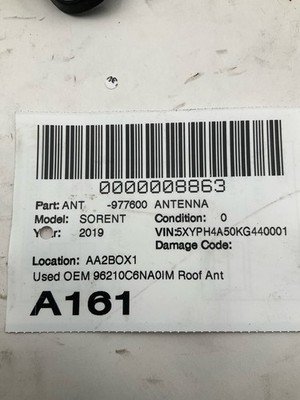 0000008863
Part: ANT -977600 ANTENNA
Model: SORENT Condition: 0
Year: 2019 VIN:5XYPH4A50KG440001
Damage Code:
Location: AA2BOX1
Used OEM 96210C6NA0IM Roof Ant
A161